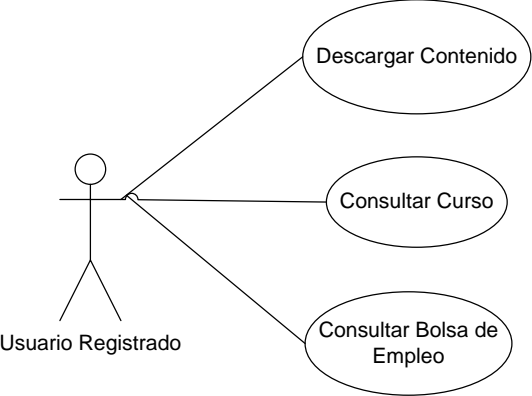 Descargar Contenido
Consultar Curso
Usuario Registrado
Consultar Bolsa de
Empleo